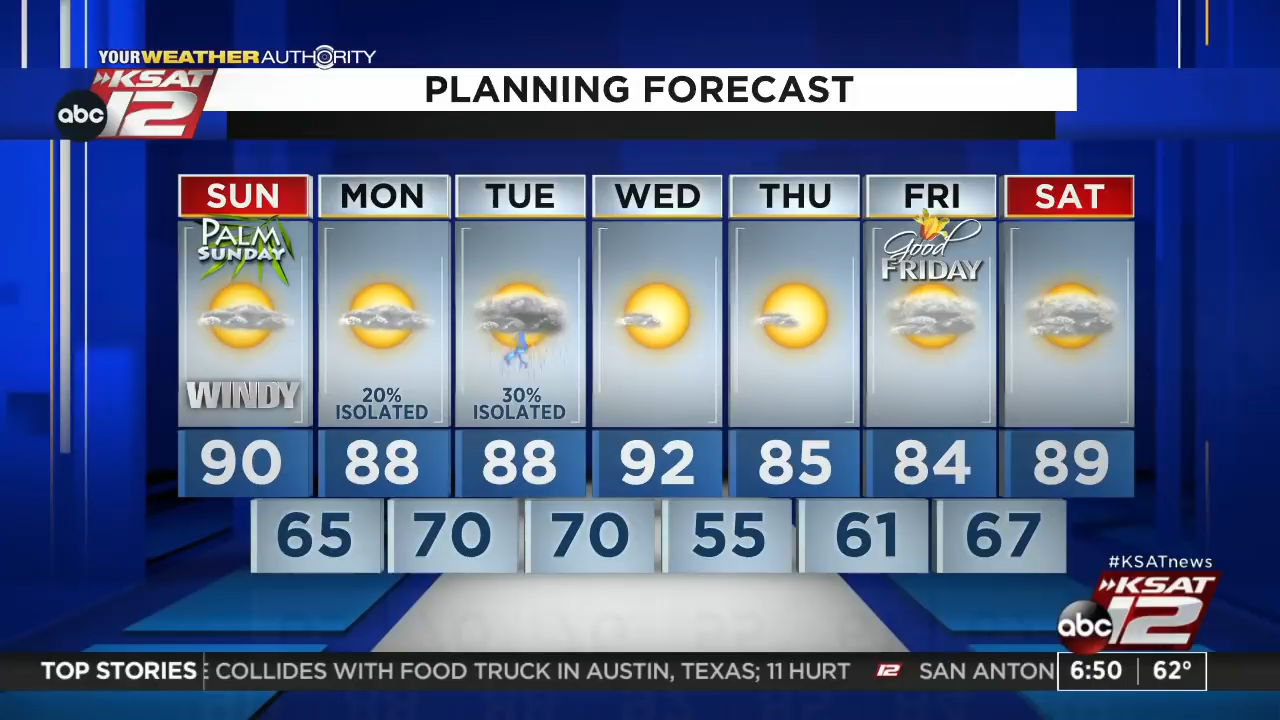 YOURWEATHERAUTHORITY
KSAT
abc 12
PLANNING FORECAST
SUN MON TUE WED THU FRI SAT
PALM
SUNDAY
Good
FRIDAY
WINDY
20%
ISOLATED
30%
ISOLATED
90 88 88 92 85 84 89
65 70 70 55 61 67
#KSATnews
KSAT
abc 12
TOP STORIES E COLLIDES WITH FOOD TRUCK IN AUSTIN, TEXAS; 11 HURT 12 SAN ANTON 6:50 62°